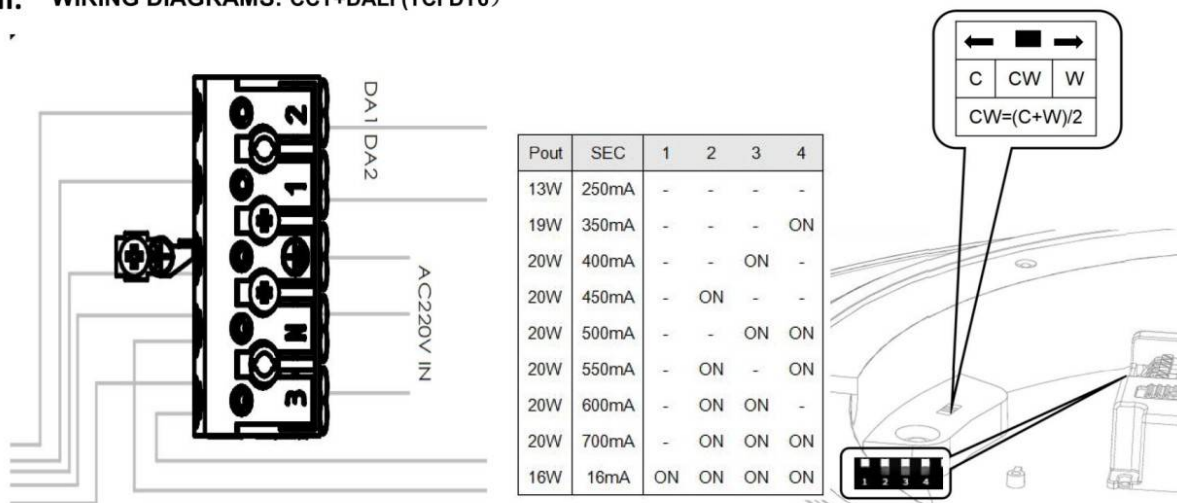 WIRING DIAGRAMS: CCT+DALI (TCI DT8)
DA1 DA2
2
1
N
3
AC220V IN
Pout SEC 1 2 3 4
13W 250mA - - - -
19W 350mA - - - ON
20W 400mA - - ON -
20W 450mA - ON - -
20W 500mA - - ON ON
20W 550mA - ON - ON
20W 600mA - ON ON -
20W 700mA - ON ON ON
16W 16mA ON ON ON ON
C CW W
CW=(C+W)/2
1 2 3 4